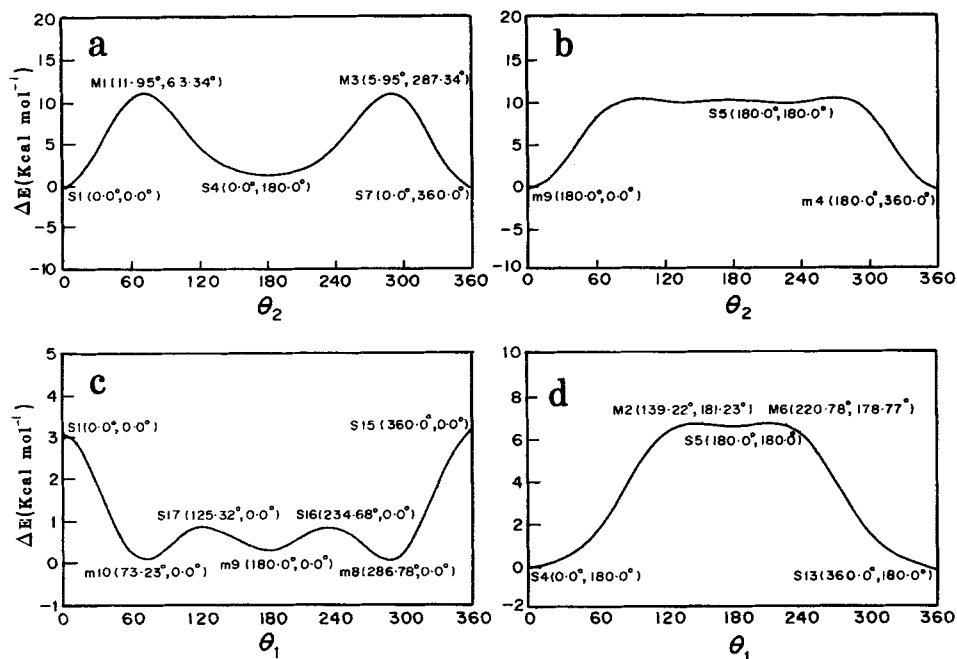 a
20
15
10
5
0
-5
-10
ΔE(Kcal mol⁻¹)
M1(11·95°,63·34°)
M3(5·95°,287·34°)
S1(0·0°,0·0°)
S4(0·0°,180·0°)
S7(0·0°,360·0°)
0 60 120 180 240 300 360
θ₂
b
20
15
10
5
0
-5
-10
S5(180·0°,180·0°)
m9(180·0°,0·0°)
m4(180·0°,360·0°)
0 60 120 180 240 300 360
θ₂
c
5
4
3
2
1
0
-1
ΔE(Kcal mol⁻¹)
S1(0·0°,0·0°)
S15(360·0°,0·0°)
S17(125·32°,0·0°)
S16(234·68°,0·0°)
m10(73·23°,0·0°)
m9(180·0°,0·0°)
m8(286·78°,0·0°)
0 60 120 180 240 300 360
θ₁
d
10
8
6
4
2
0
-2
M2(139·22°,181·23°)
M6(220·78°,178·77°)
S5(180·0°,180·0°)
S4(0·0°,180·0°)
S13(360·0°,180·0°)
0 60 120 180 240 300 360
θ₁